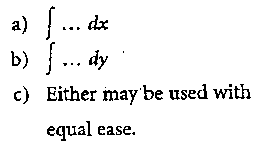 a) ∫ ... dx
b) ∫ ... dy
c) Either may be used with
equal ease.